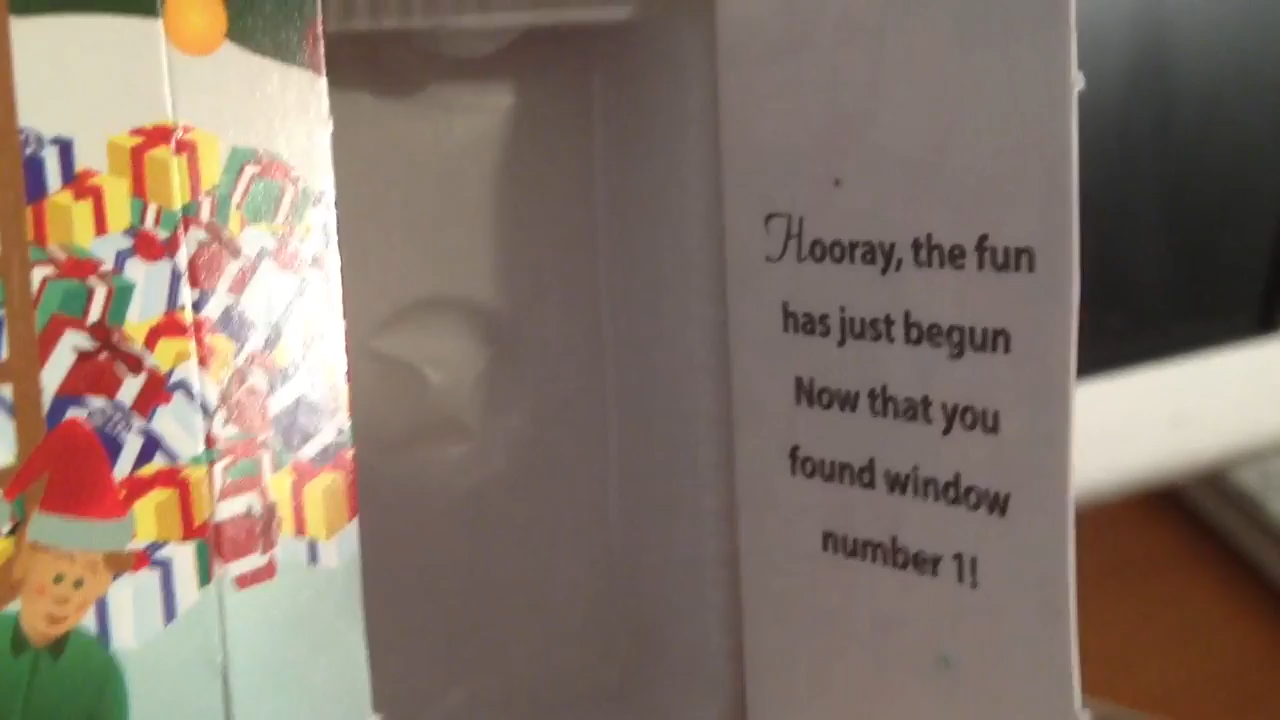 Hooray, the fun
has just begun
Now that you
found window
number 1!